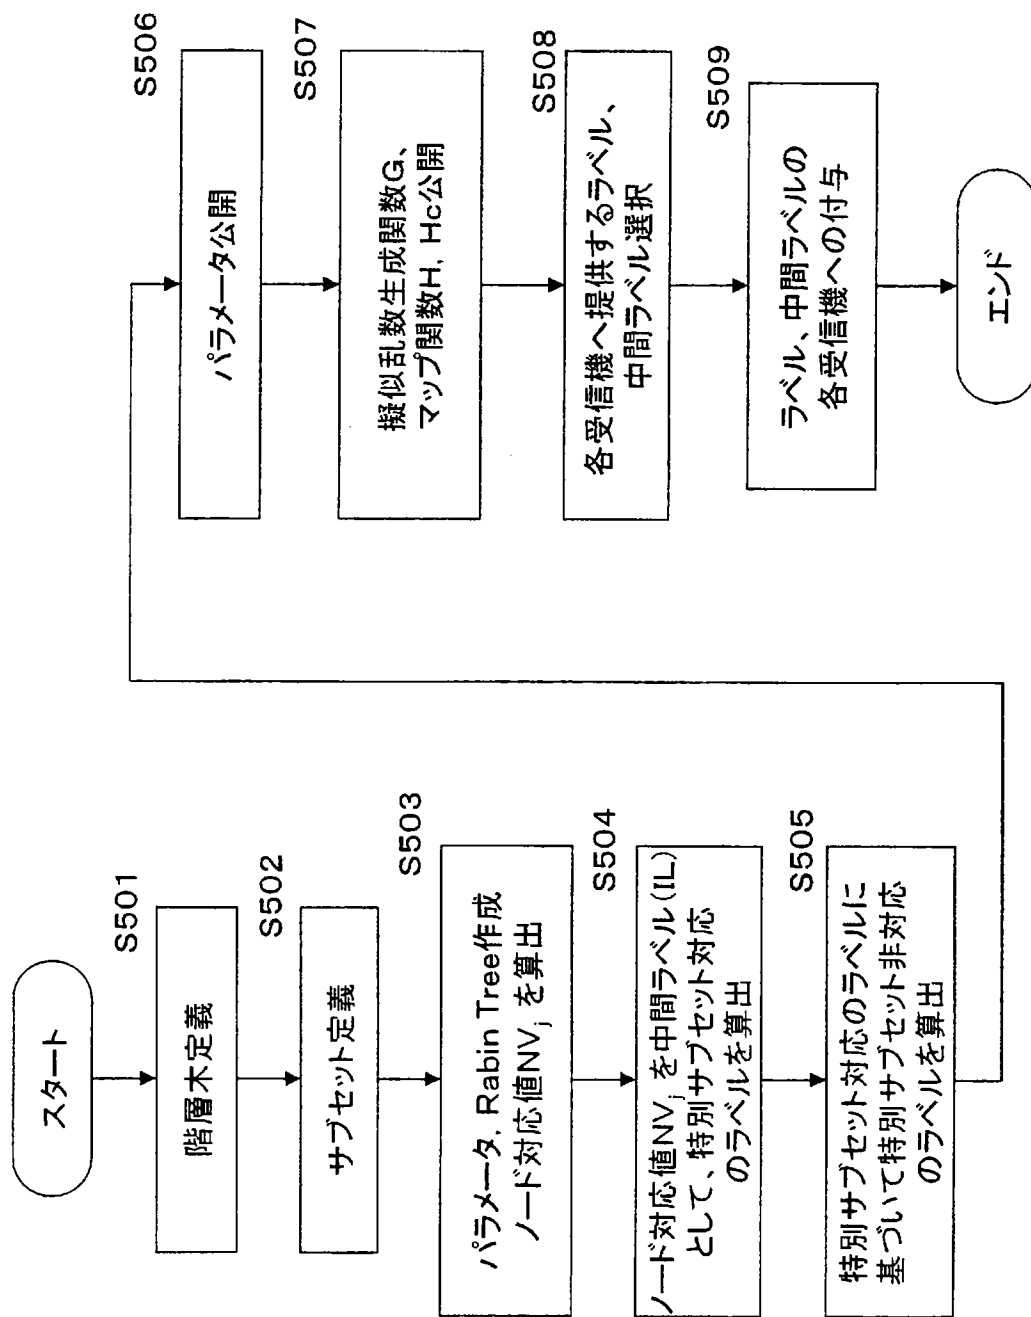 スタート
S501
階層木定義
S502
サブセット定義
S503
パラメータ, Rabin Tree作成
ノード対応値NVjを算出
S504
ノード対応値NVjを中間ラベル(IL)
として、特別サブセット対応
のラベルを算出
S505
特別サブセット対応のラベルに
基づいて特別サブセット非対応
のラベルを算出
S506
パラメータ公開
S507
擬似乱数生成関数G、
マップ関数H, Hc公開
S508
各受信機へ提供するラベル、
中間ラベル選択
S509
ラベル、中間ラベルの
各受信機への付与
エンド